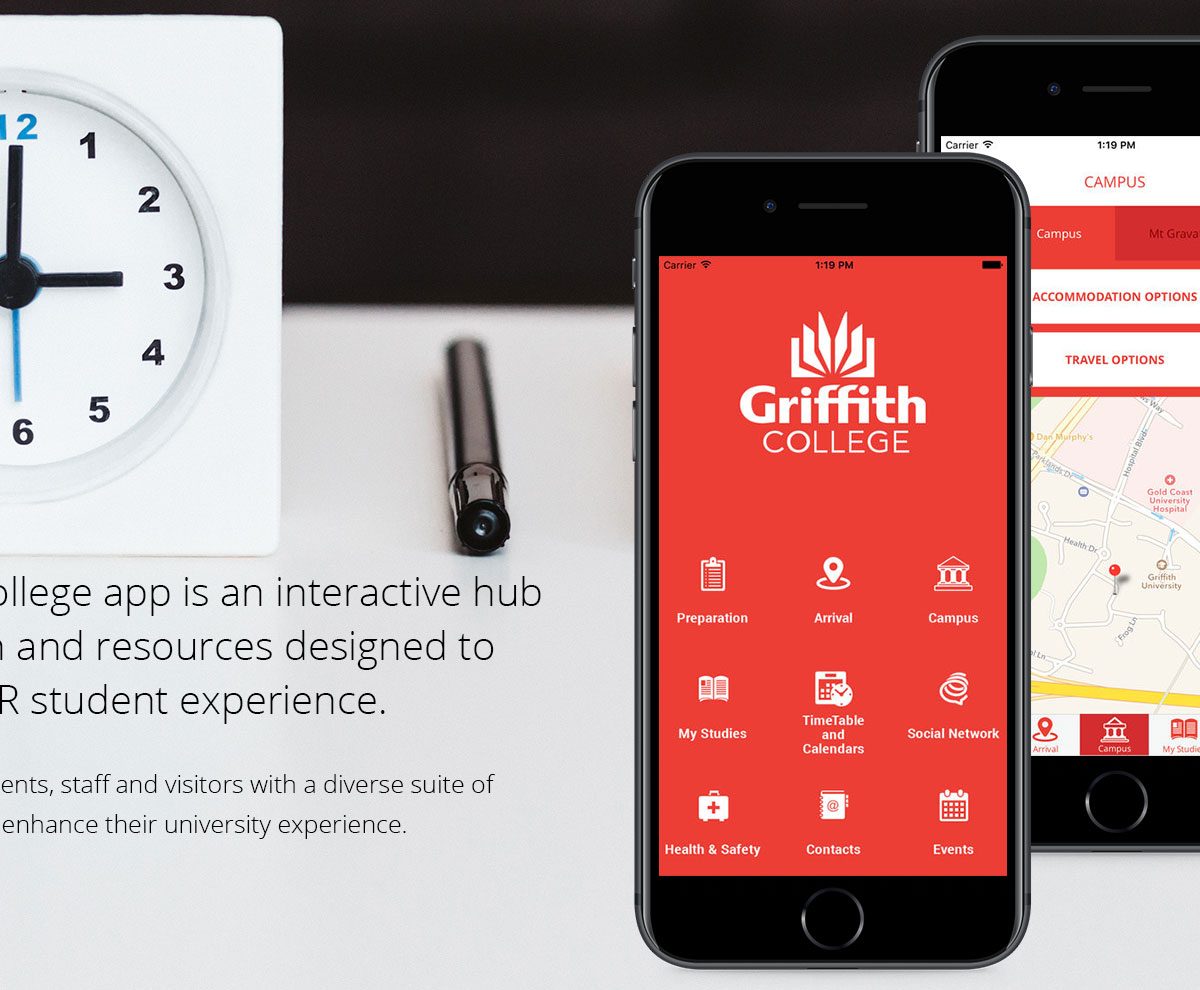 12
1
2
3
4
5
6
ollege app is an interactive hub
and resources designed to
R student experience.
ents, staff and visitors with a diverse suite of
enhance their university experience.
Carrier 1:19 PM
Griffith
COLLEGE
Preparation Arrival Campus
My Studies TimeTable and Calendars Social Network
Health & Safety Contacts Events
Carrier 1:19 PM
CAMPUS
Campus Mt Grava
ACCOMMODATION OPTIONS
TRAVEL OPTIONS
Dan Murphy's
Parklands Dr
Hospital Blvd
Gold Coast
University
Hospital
Health Dr
Griffith
University
Frog Ln
Arrival Campus My Studie